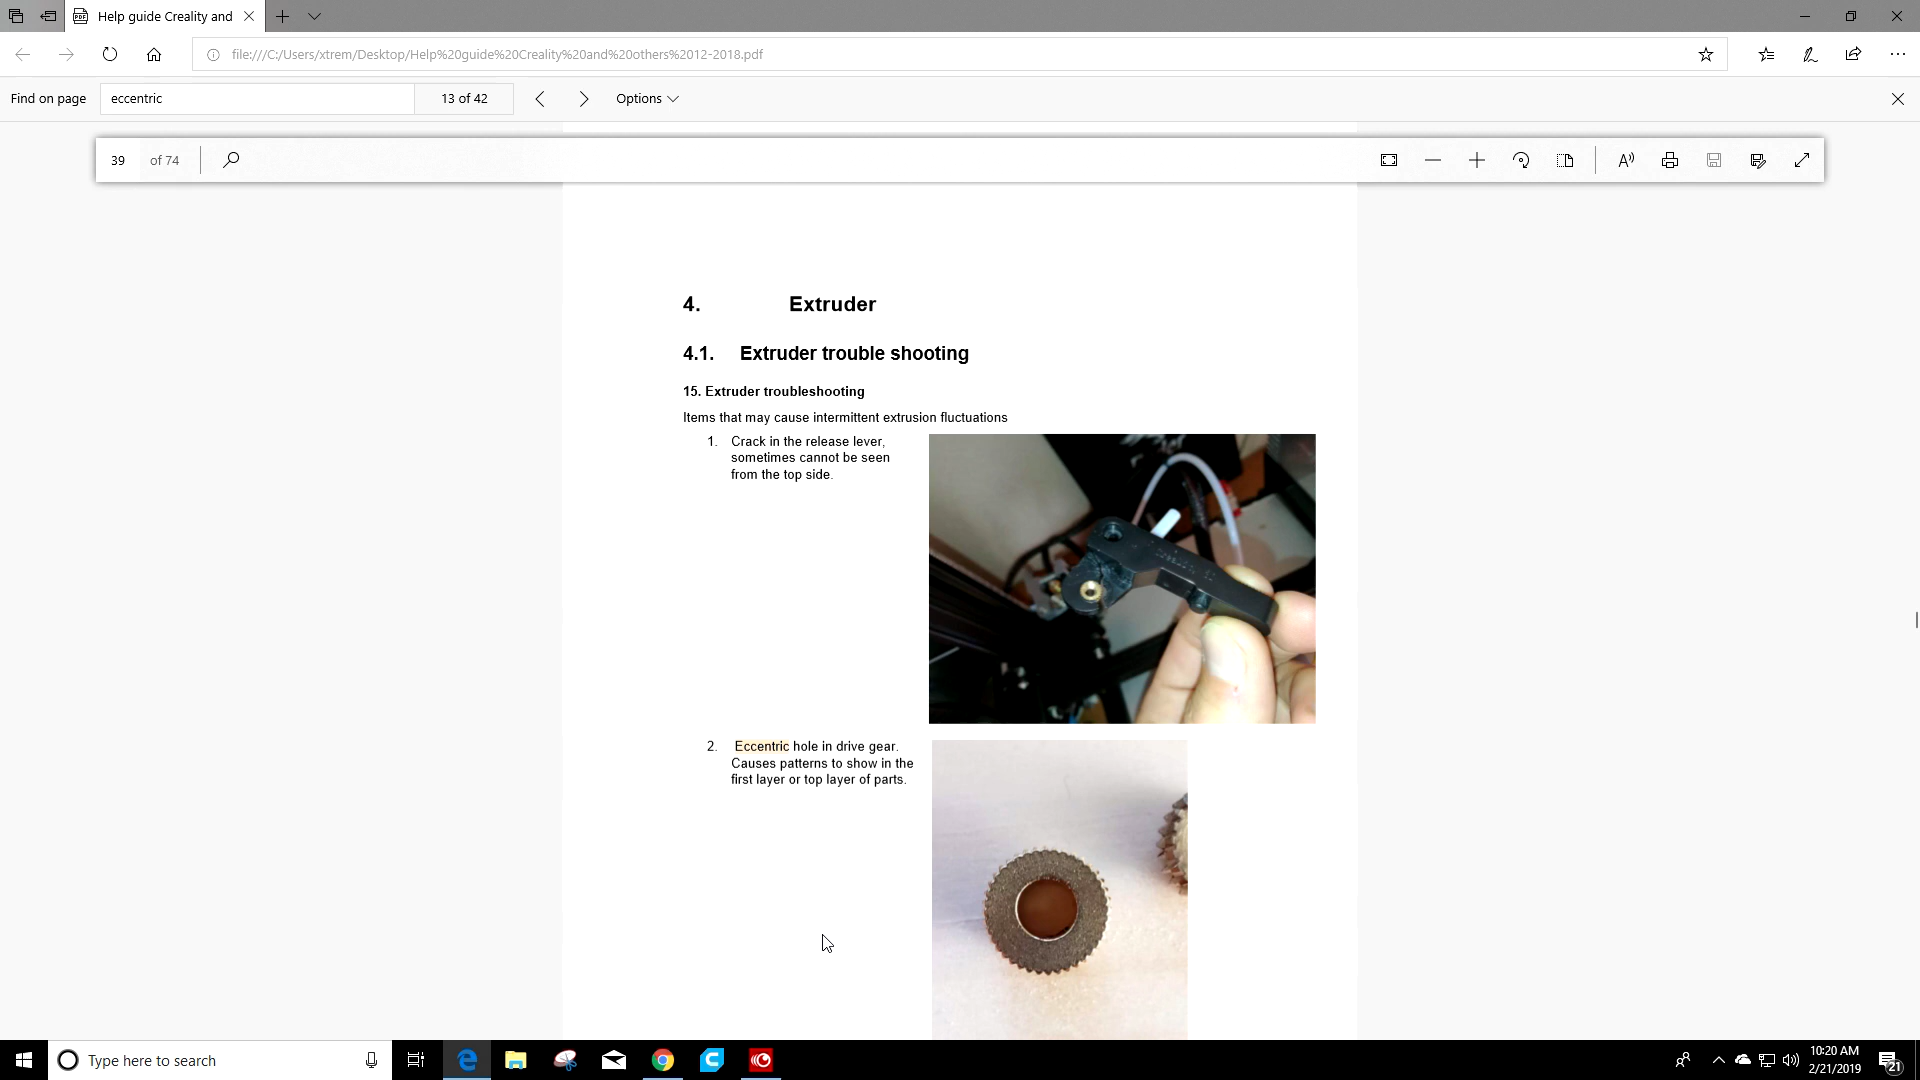 Help guide Creality and
file:///C:/Users/xtrem/Desktop/Help%20guide%20Creality%20and%20others%2012-2018.pdf
Find on page
eccentric
13 of 42
Options
39 of 74
4. Extruder
4.1. Extruder trouble shooting
15. Extruder troubleshooting
Items that may cause intermittent extrusion fluctuations
1. Crack in the release lever,
sometimes cannot be seen
from the top side.
2. Eccentric hole in drive gear.
Causes patterns to show in the
first layer or top layer of parts.
Type here to search
10:20 AM
2/21/2019
21